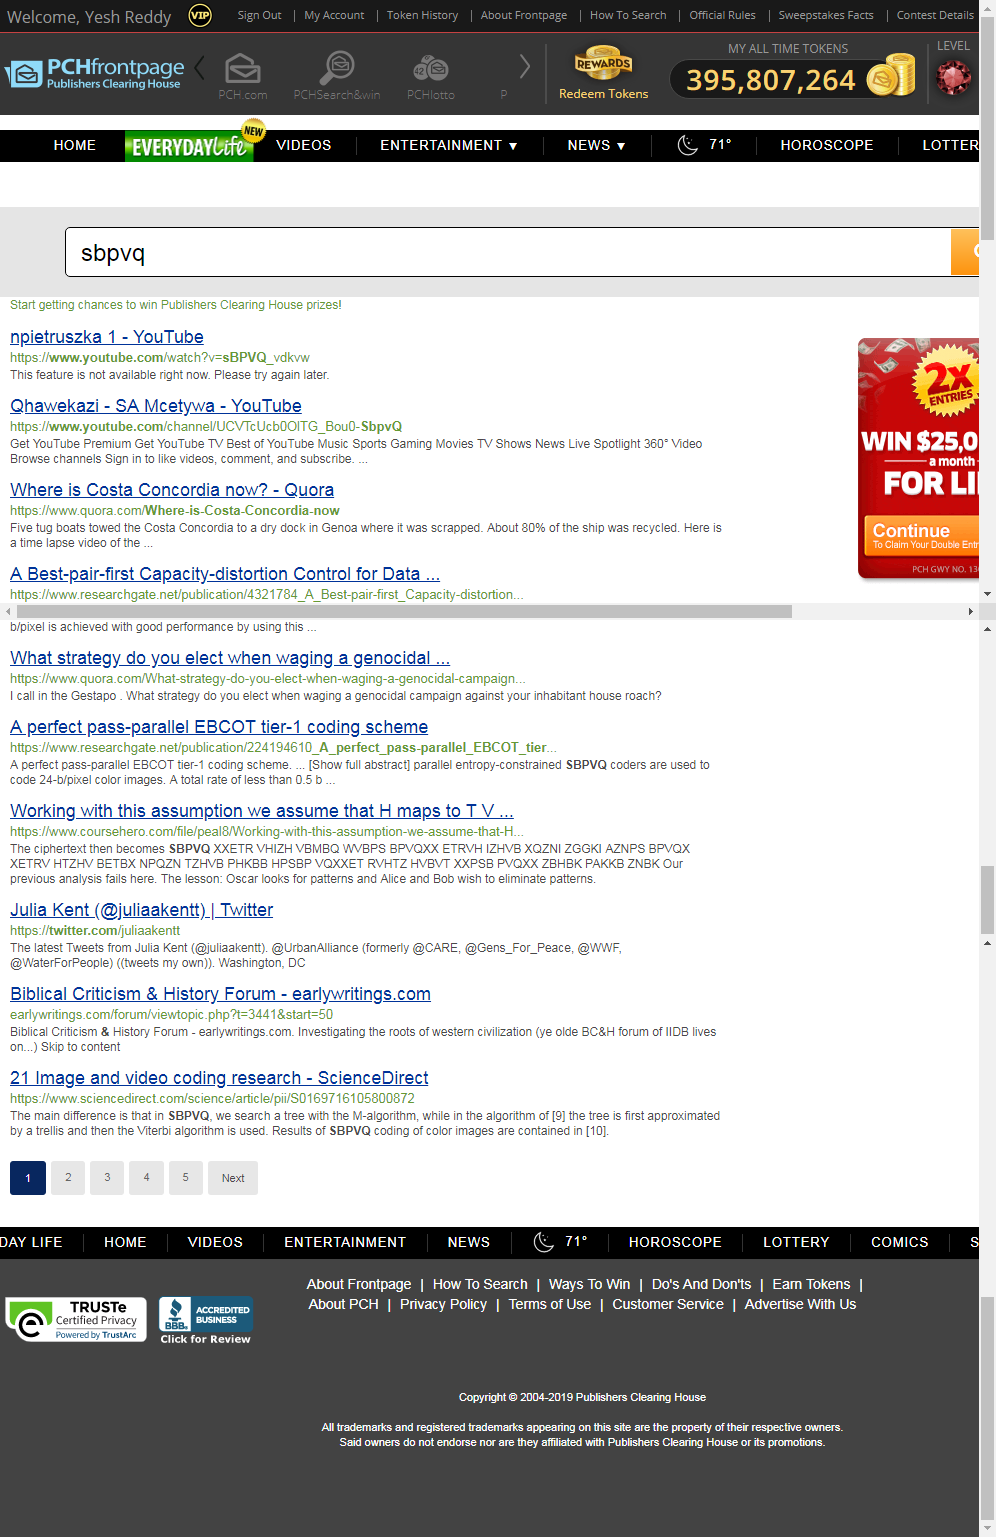 Welcome, Yesh Reddy VIP Sign Out | My Account | Token History | About Frontpage | How To Search | Official Rules | Sweepstakes Facts | Contest Details
PCHfrontpage
Publishers Clearing House
PCH.com PCHSearch&win PCHlotto P
REWARDS
Redeem Tokens
MY ALL TIME TOKENS
395,807,264
LEVEL
HOME EVERYDAY Life NEW VIDEOS ENTERTAINMENT ▼ NEWS ▼ 71° HOROSCOPE LOTTER
sbpvq
Start getting chances to win Publishers Clearing House prizes!
npietruszka 1 - YouTube
https://www.youtube.com/watch?v=sBPVQ_vdkvw
This feature is not available right now. Please try again later.
Qhawekazi - SA Mcetywa - YouTube
https://www.youtube.com/channel/UCVTcUcb0OlTG_Bou0-SbpvQ
Get YouTube Premium Get YouTube TV Best of YouTube Music Sports Gaming Movies TV Shows News Live Spotlight 360° Video
Browse channels Sign in to like videos, comment, and subscribe. ...
Where is Costa Concordia now? - Quora
https://www.quora.com/Where-is-Costa-Concordia-now
Five tug boats towed the Costa Concordia to a dry dock in Genoa where it was scrapped. About 80% of the ship was recycled. Here is
a time lapse video of the ...
A Best-pair-first Capacity-distortion Control for Data ...
https://www.researchgate.net/publication/4321784_A_Best-pair-first_Capacity-distortion...
2X
ENTRIES
WIN $25,0
a month
FOR LI
Continue
To Claim Your Double Entr
PCH GWY NO. 13
b/pixel is achieved with good performance by using this ...
What strategy do you elect when waging a genocidal ...
https://www.quora.com/What-strategy-do-you-elect-when-waging-a-genocidal-campaign...
I call in the Gestapo . What strategy do you elect when waging a genocidal campaign against your inhabitant house roach?
A perfect pass-parallel EBCOT tier-1 coding scheme
https://www.researchgate.net/publication/224194610_A_perfect_pass-parallel_EBCOT_tier...
A perfect pass-parallel EBCOT tier-1 coding scheme. ... [Show full abstract] parallel entropy-constrained SBPVQ coders are used to
code 24-b/pixel color images. A total rate of less than 0.5 b ...
Working with this assumption we assume that H maps to T V ...
https://www.coursehero.com/file/peal8/Working-with-this-assumption-we-assume-that-H...
The ciphertext then becomes SBPVQ XXETR VHIZH VBMBQ WVBPS BPVQXX ETRVH IZHVB XQZNI ZGGKI AZNPS BPVQX
XETRV HTZHV BETBX NPQZN TZHVB PHKBB HPSBP VQXXET RVHTZ HVBVT XXPSB PVQXX ZBHBK PAKKB ZNBK Our
previous analysis fails here. The lesson: Oscar looks for patterns and Alice and Bob wish to eliminate patterns.
Julia Kent (@juliaakentt) | Twitter
https://twitter.com/juliaakentt
The latest Tweets from Julia Kent (@juliaakentt). @UrbanAlliance (formerly @CARE, @Gens_For_Peace, @WWF,
@WaterForPeople) ((tweets my own)). Washington, DC
Biblical Criticism & History Forum - earlywritings.com
earlywritings.com/forum/viewtopic.php?t=3441&start=50
Biblical Criticism & History Forum - earlywritings.com. Investigating the roots of western civilization (ye olde BC&H forum of IIDB lives
on...) Skip to content
21 Image and video coding research - ScienceDirect
https://www.sciencedirect.com/science/article/pii/S0169716105800872
The main difference is that in SBPVQ, we search a tree with the M-algorithm, while in the algorithm of [9] the tree is first approximated
by a trellis and then the Viterbi algorithm is used. Results of SBPVQ coding of color images are contained in [10].
1 2 3 4 5 Next
DAY LIFE HOME VIDEOS ENTERTAINMENT NEWS 71° HOROSCOPE LOTTERY COMICS S
About Frontpage | How To Search | Ways To Win | Do's And Don'ts | Earn Tokens |
About PCH | Privacy Policy | Terms of Use | Customer Service | Advertise With Us
TRUSTe
Certified Privacy
Powered by TrustArc
BBB. ACCREDITED BUSINESS
Click for Review
Copyright © 2004-2019 Publishers Clearing House
All trademarks and registered trademarks appearing on this site are the property of their respective owners.
Said owners do not endorse nor are they affiliated with Publishers Clearing House or its promotions.